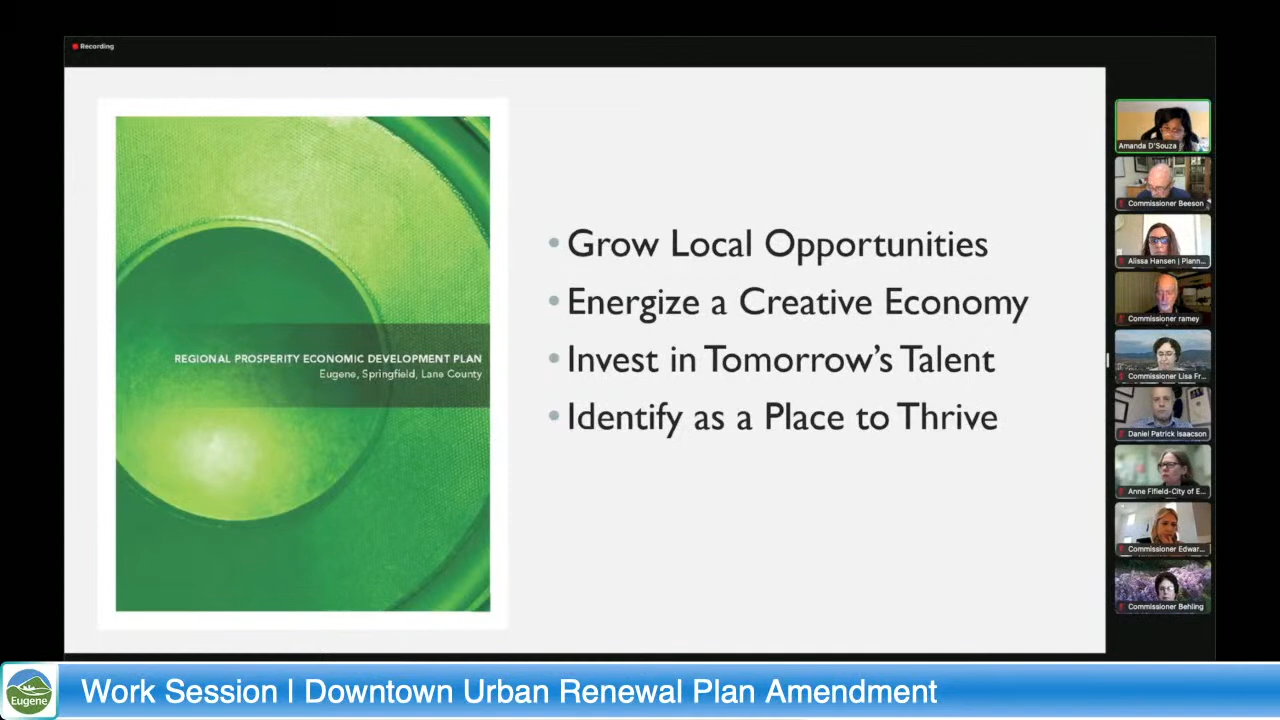 Recording
REGIONAL PROSPERITY ECONOMIC DEVELOPMENT PLAN
Eugene, Springfield, Lane County
• Grow Local Opportunities
• Energize a Creative Economy
• Invest in Tomorrow's Talent
• Identify as a Place to Thrive
Amanda D'Souza
Commissioner Beeson
Alissa Hansen | Plann...
Commissioner ramey
Commissioner Lisa Fr...
Daniel Patrick Isaacson
Anne Fifield-City of E...
Commissioner Edwar...
Commissioner Behling
Eugene
Work Session | Downtown Urban Renewal Plan Amendment